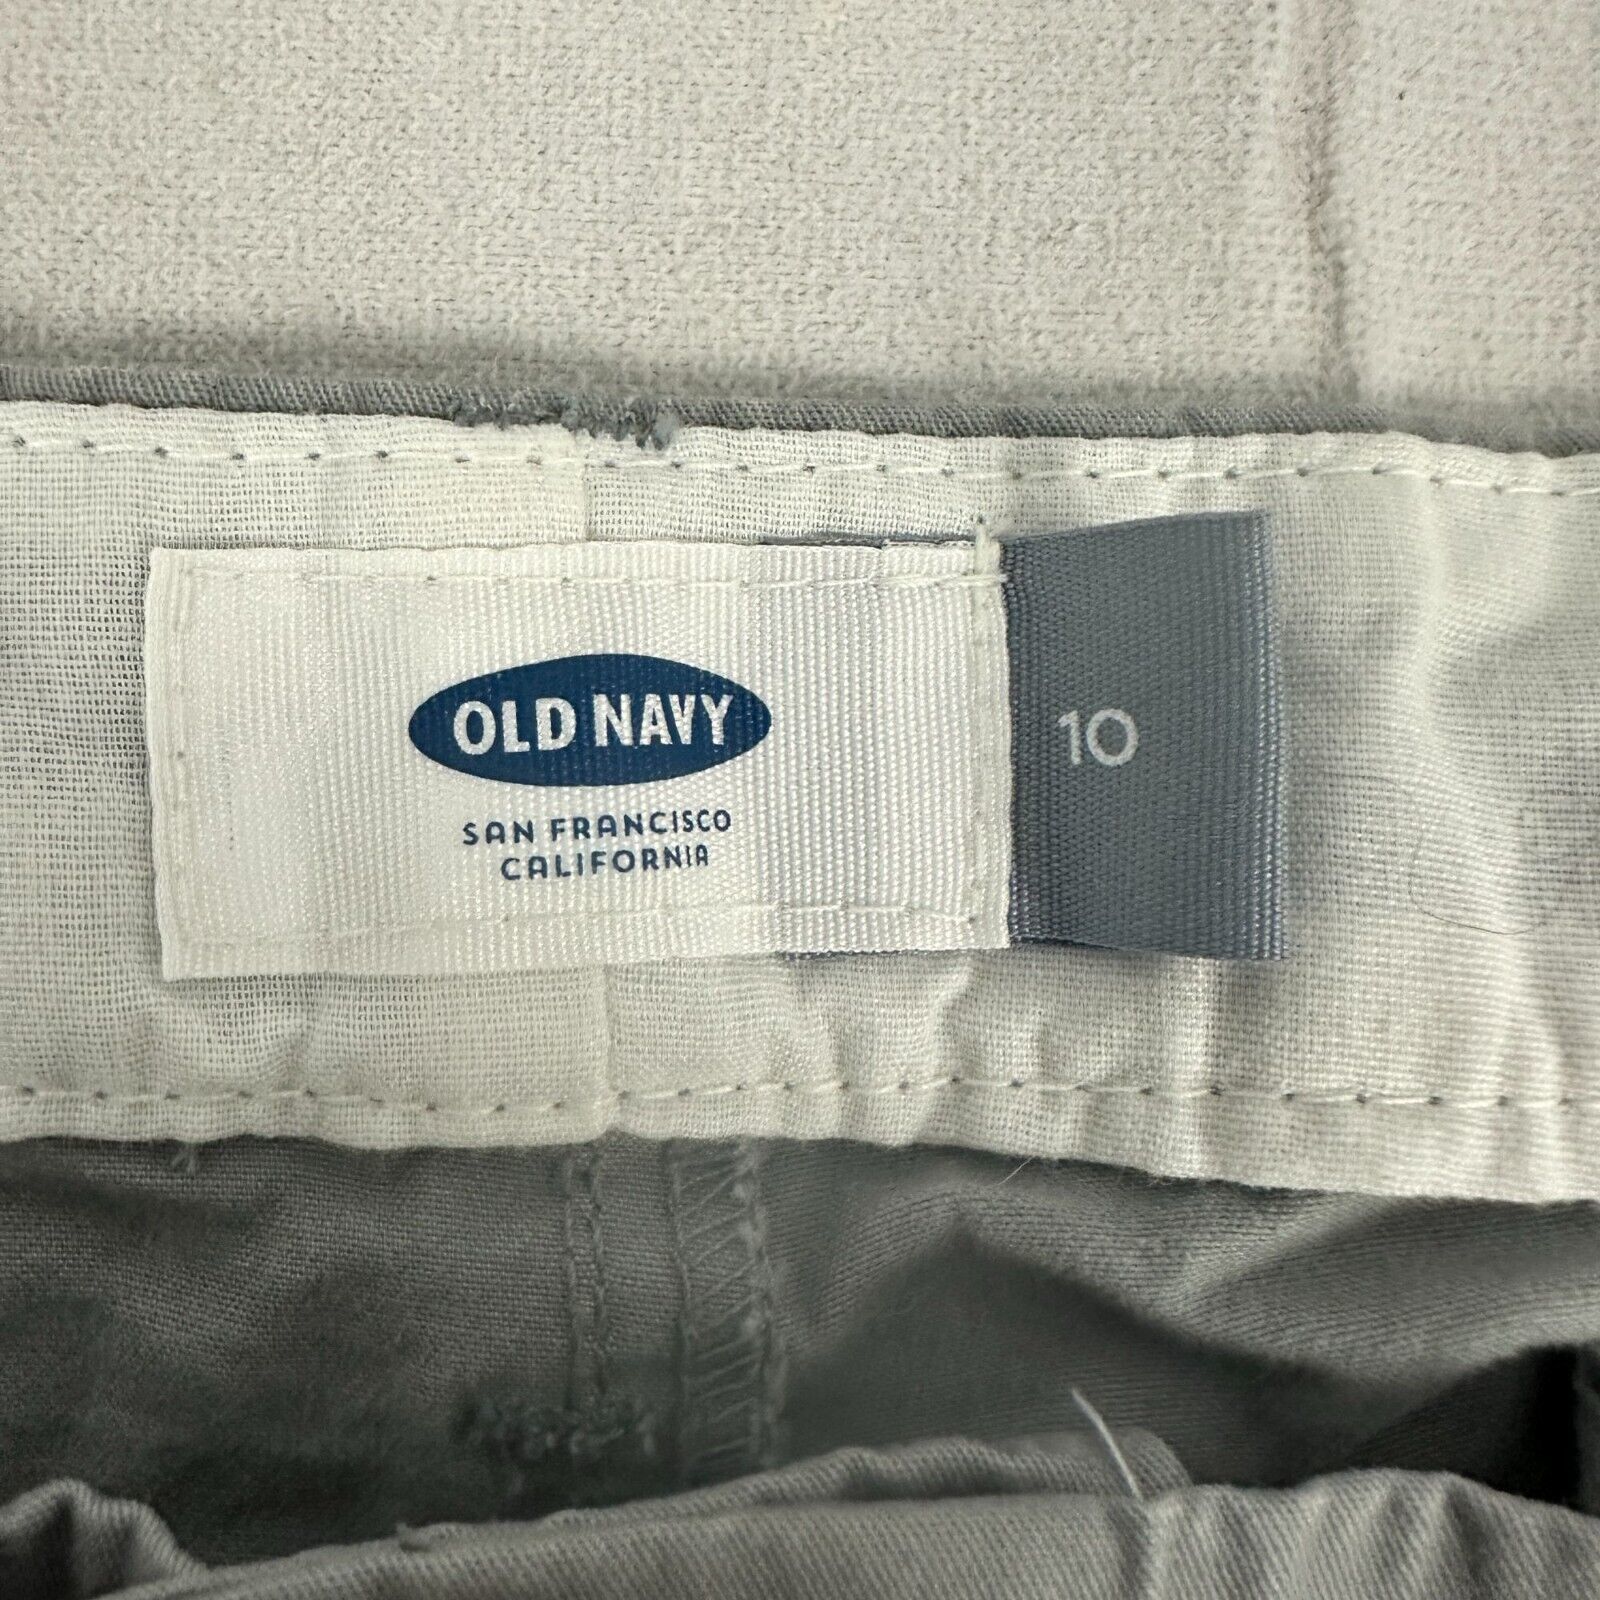 OLD NAVY
SAN FRANCISCO
CALIFORNIA
10